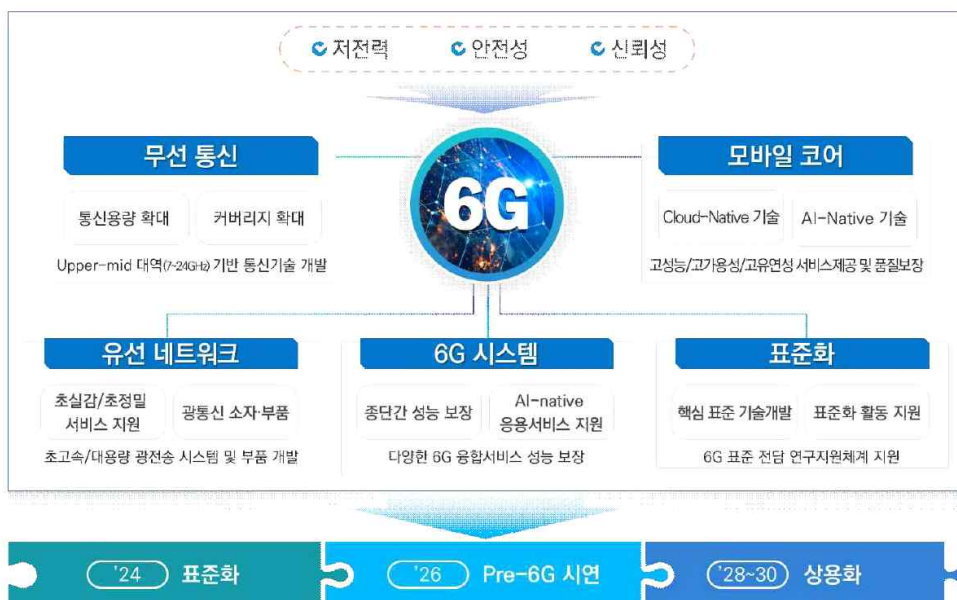 저전력 안전성 신뢰성
6G
무선 통신
통신용량 확대 커버리지 확대
Upper-mid 대역(7~24GHz) 기반 통신기술 개발
모바일 코어
Cloud-Native 기술 AI-Native 기술
고성능/고가용성/고유연성 서비스제공 및 품질보장
유선 네트워크
초실감/초정밀
서비스 지원
광통신 소자·부품
초고속/대용량 광전송 시스템 및 부품 개발
6G 시스템
종단간 성능 보장
AI-native
응용서비스 지원
다양한 6G 융합서비스 성능 보장
표준화
핵심 표준 기술개발 표준화 활동 지원
6G 표준 전담 연구지원체계 지원
'24 표준화
'26 Pre-6G 시연
'28~30 상용화